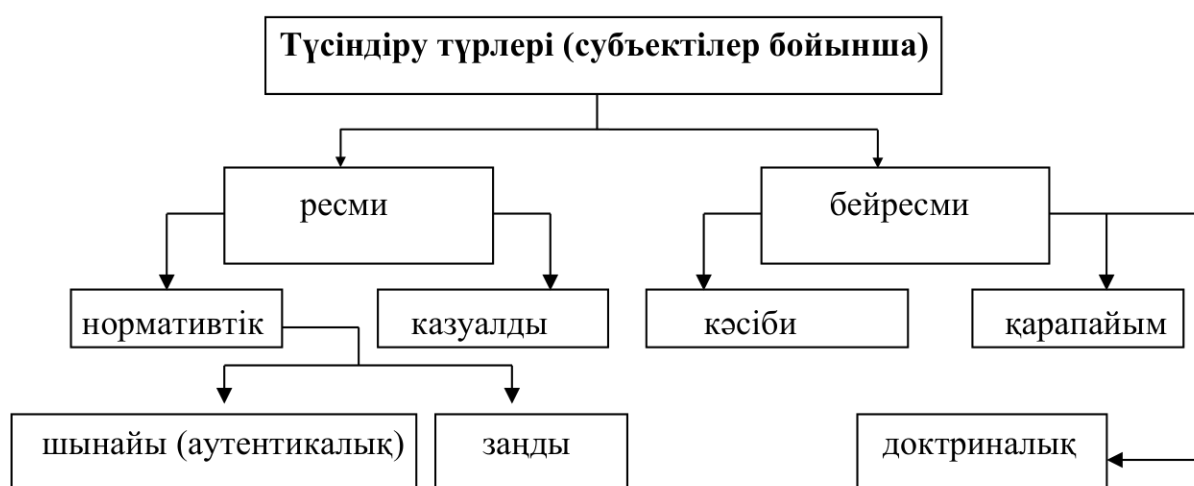 Түсіндіру түрлері (субъектілер бойынша)
ресми
бейресми
нормативтік
казуалды
кәсіби
қарапайым
шынайы (аутентикалық)
заңды
доктриналық